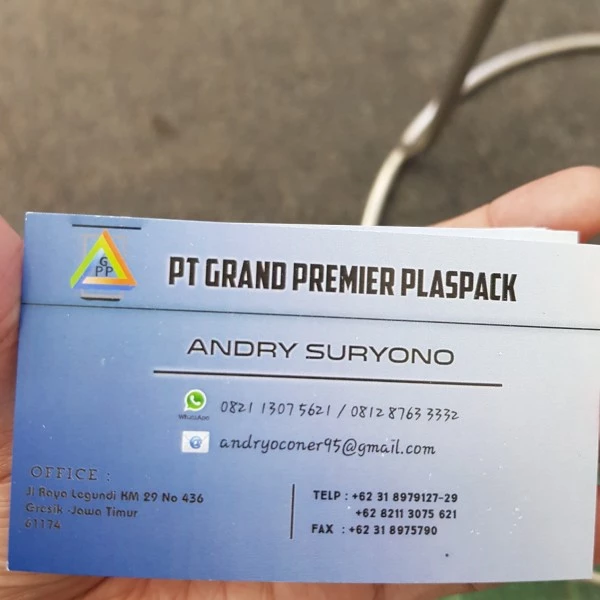 G
PP
PT GRAND PREMIER PLASPACK
ANDRY SURYONO
WhatsApp
0821 1307 5621 / 0812 8763 3332
@
andryoconer95@gmail.com
OFFICE :
Jl Raya Legundi KM 29 No 436
Gresik -Jawa Timur
61174
TELP : +62 31 8979127-29
+62 8211 3075 621
FAX : +62 31 8975790